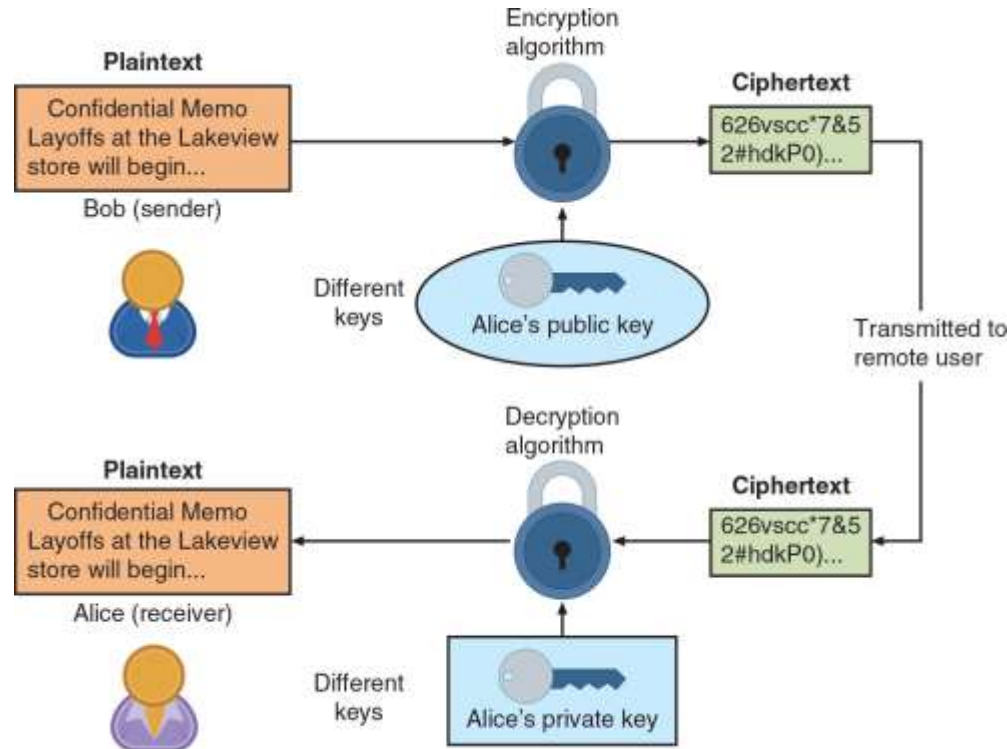 Encryption
algorithm
Plaintext
Confidential Memo
Layoffs at the Lakeview
store will begin...
Bob (sender)
Ciphertext
626vscc*7&5
2#hdkP0)...
Different
keys
Alice's public key
Transmitted to
remote user
Decryption
algorithm
Ciphertext
626vscc*7&5
2#hdkP0)...
Plaintext
Confidential Memo
Layoffs at the Lakeview
store will begin...
Alice (receiver)
Different
keys
Alice's private key